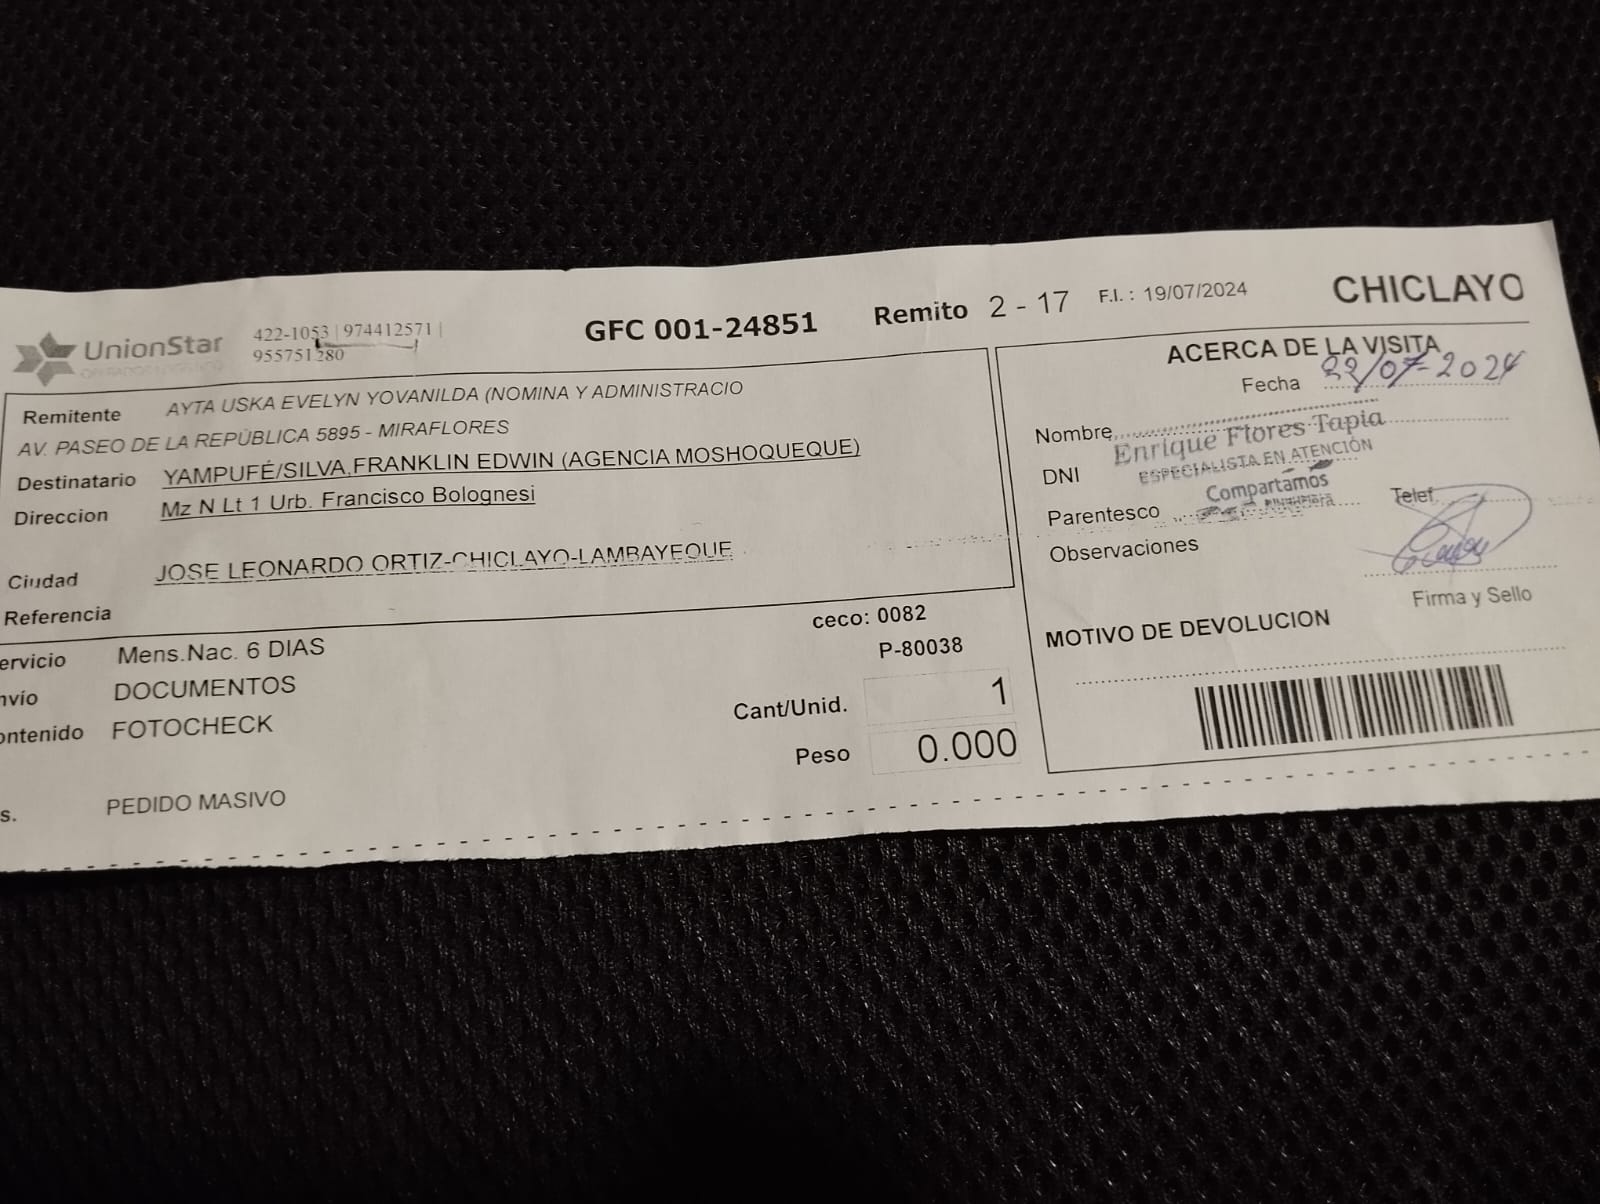 UnionStar
422-1053 | 974412571 |
955751280
GFC 001-24851
Remito 2 - 17
F.I. : 19/07/2024
CHICLAYO
Remitente AYTA USKA EVELYN YOVANILDA (NOMINA Y ADMINISTRACIO
AV. PASEO DE LA REPÚBLICA 5895 - MIRAFLORES
Destinatario YAMPUFÉ/SILVA,FRANKLIN EDWIN (AGENCIA MOSHOQUEQUE)
Direccion Mz N Lt 1 Urb. Francisco Bolognesi
Ciudad JOSE LEONARDO ORTIZ-CHICLAYO-LAMBAYEQUE
Referencia
ervicio Mens.Nac. 6 DIAS
nvío DOCUMENTOS
ontenido FOTOCHECK
s. PEDIDO MASIVO
ceco: 0082
P-80038
Cant/Unid. 1
Peso 0.000
ACERCA DE LA VISITA
Fecha 22/07-2024
Nombre
Enrique Flores Tapia
DNI
ESPECIALISTA EN ATENCIÓN
Compartamos
Parentesco
Telef
Observaciones
Firma y Sello
MOTIVO DE DEVOLUCION